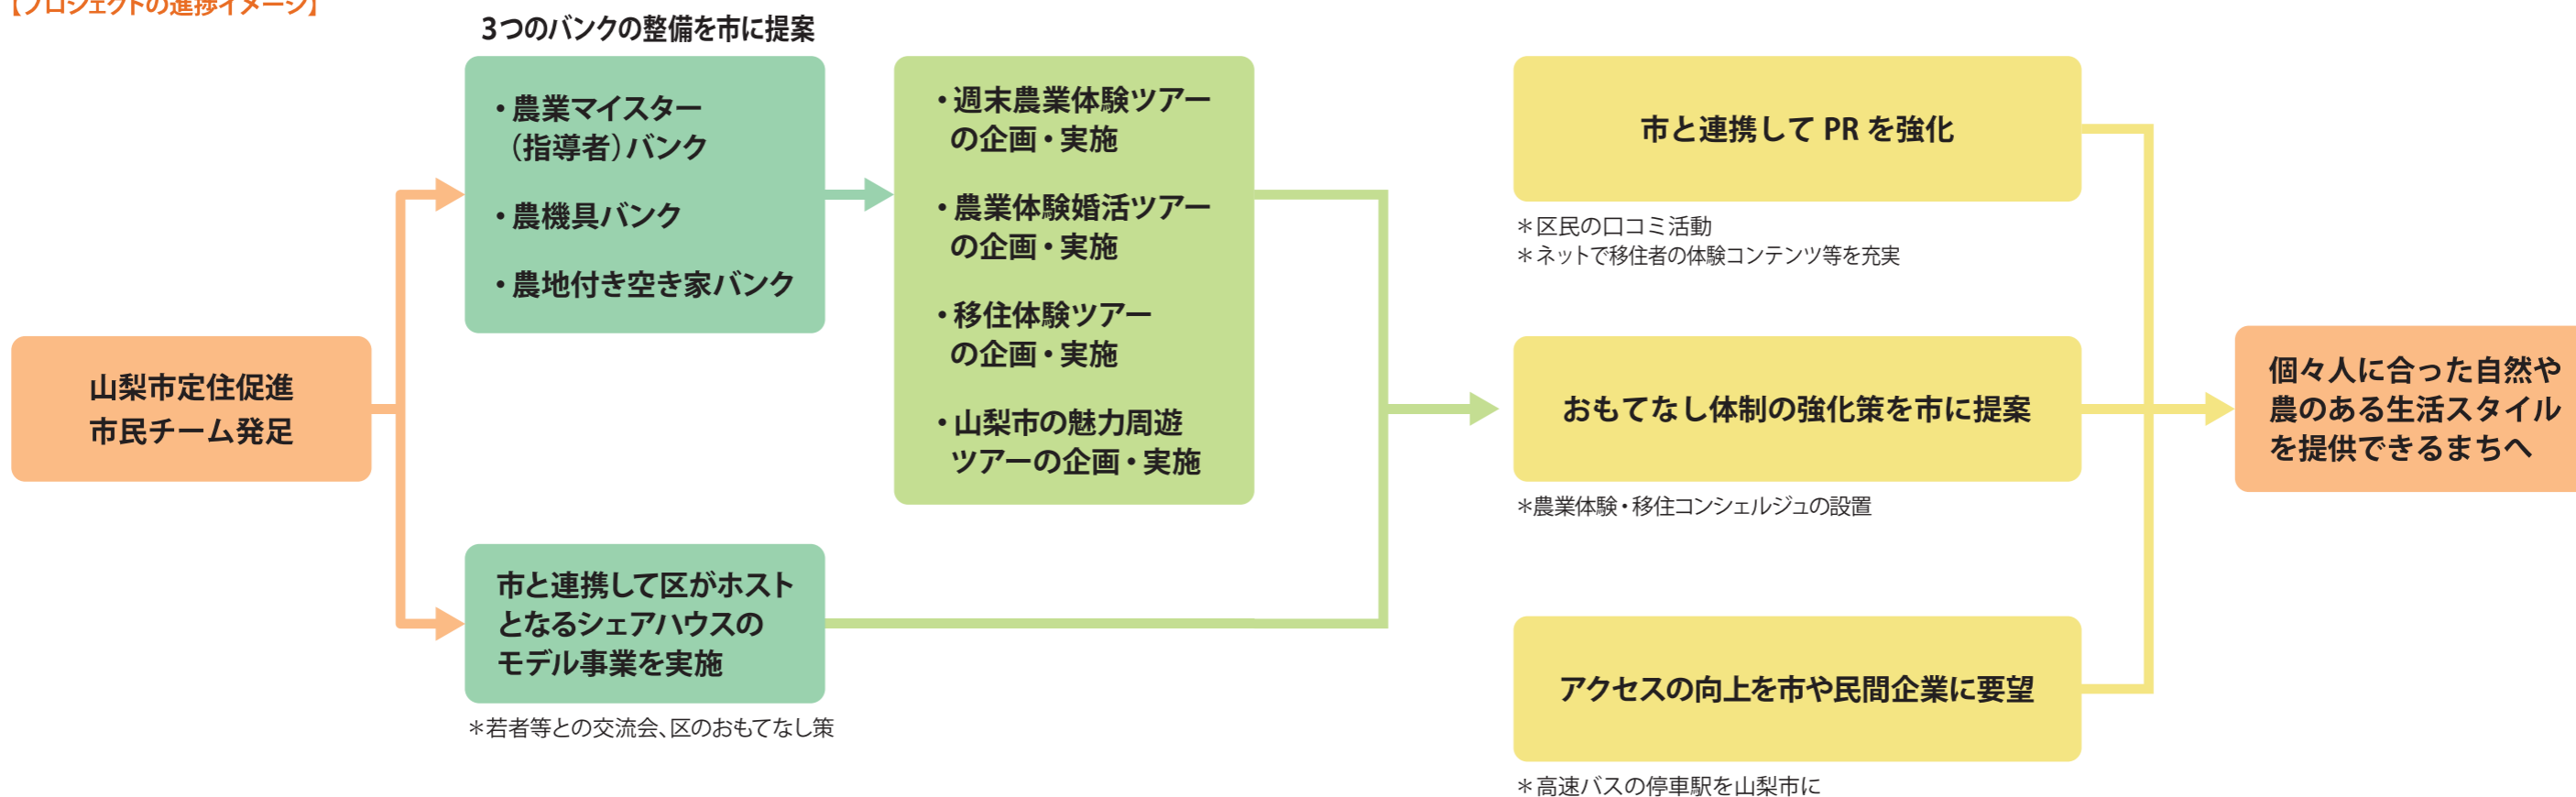 【プロジェクトの進捗イメージ】
3つのバンクの整備を市に提案
・農業マイスター
（指導者）バンク
・農機具バンク
・農地付き空き家バンク
・週末農業体験ツアー
の企画・実施
・農業体験婚活ツアー
の企画・実施
・移住体験ツアー
の企画・実施
・山梨市の魅力周遊
ツアーの企画・実施
山梨市定住促進
市民チーム発足
市と連携して区がホスト
となるシェアハウスの
モデル事業を実施
＊若者等との交流会、区のおもてなし策
市と連携して PR を強化
＊区民の口コミ活動
＊ネットで移住者の体験コンテンツ等を充実
おもてなし体制の強化策を市に提案
＊農業体験・移住コンシェルジュの設置
アクセスの向上を市や民間企業に要望
＊高速バスの停車駅を山梨市に
個々人に合った自然や
農のある生活スタイル
を提供できるまちへ